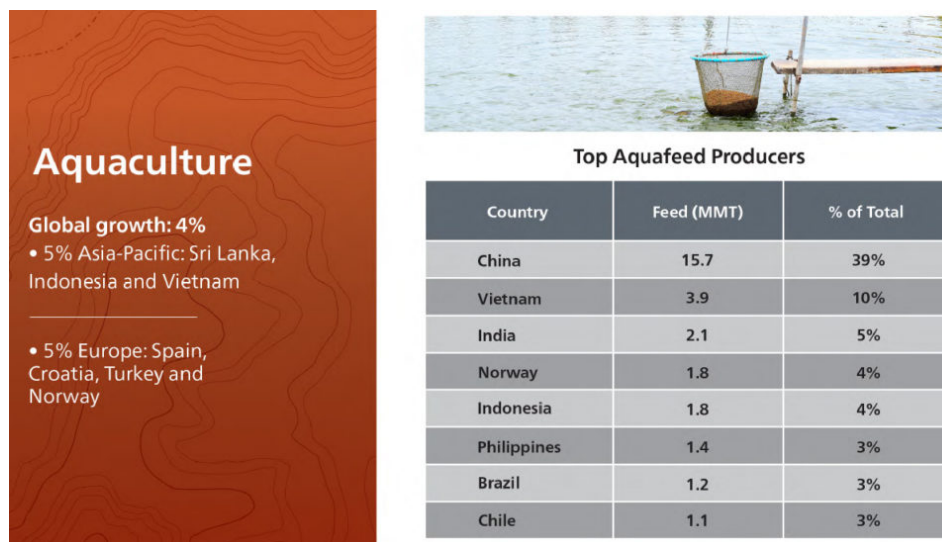 Aquaculture
Global growth: 4%
• 5% Asia-Pacific: Sri Lanka,
Indonesia and Vietnam
• 5% Europe: Spain,
Croatia, Turkey and
Norway
Top Aquafeed Producers
Country Feed (MMT) % of Total
China 15.7 39%
Vietnam 3.9 10%
India 2.1 5%
Norway 1.8 4%
Indonesia 1.8 4%
Philippines 1.4 3%
Brazil 1.2 3%
Chile 1.1 3%